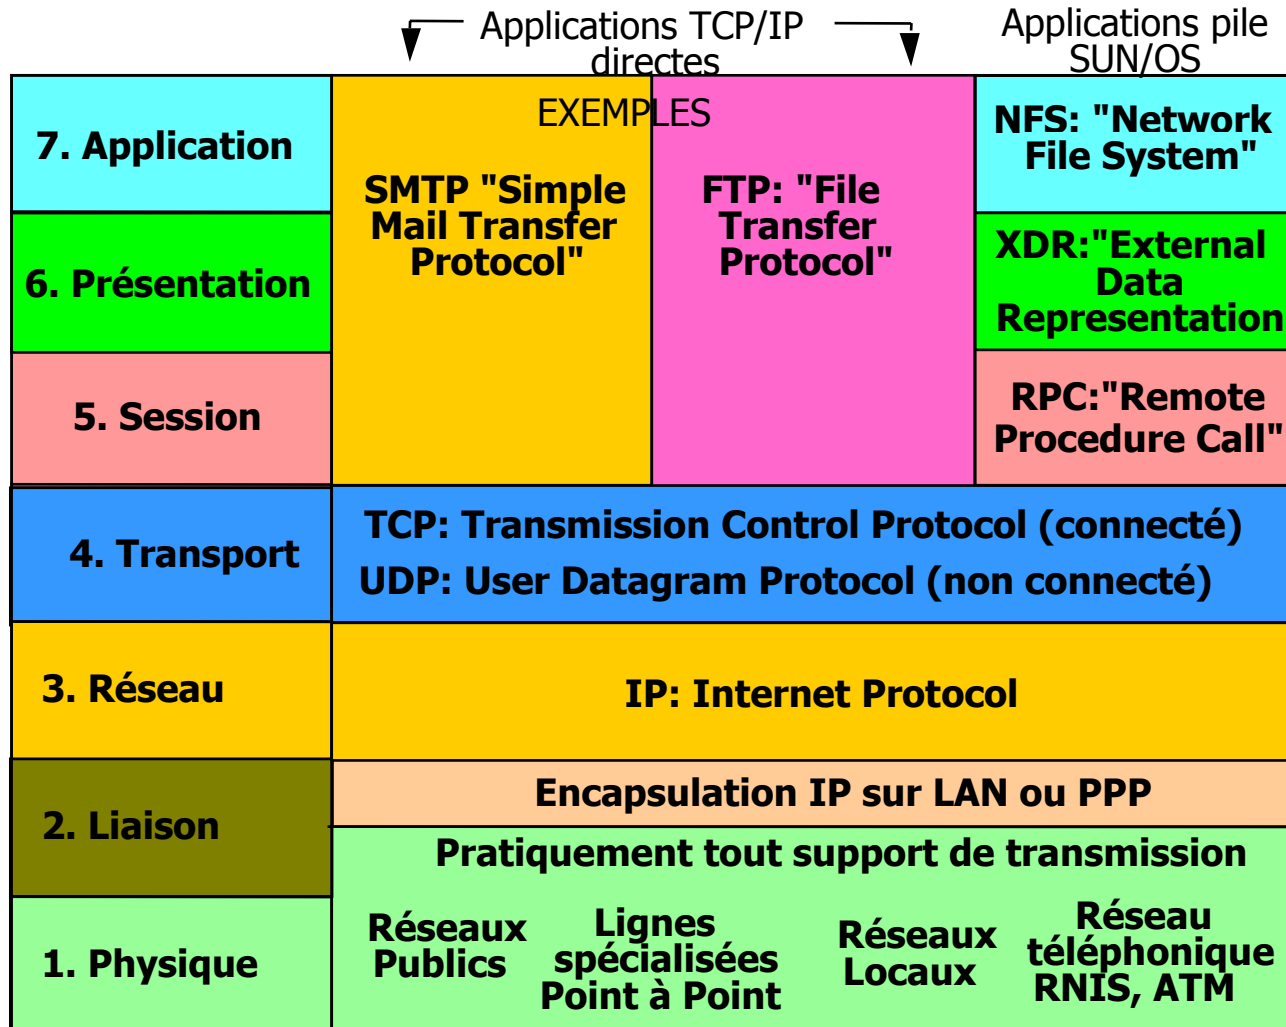 Applications TCP/IP
directes
Applications pile
SUN/OS
EXEMPLES
7. Application
SMTP "Simple
Mail Transfer
Protocol"
FTP: "File
Transfer
Protocol"
NFS: "Network
File System"
6. Présentation
XDR:"External
Data
Representation
5. Session
RPC:"Remote
Procedure Call"
4. Transport
TCP: Transmission Control Protocol (connecté)
UDP: User Datagram Protocol (non connecté)
3. Réseau
IP: Internet Protocol
2. Liaison
Encapsulation IP sur LAN ou PPP
Pratiquement tout support de transmission
1. Physique
Réseaux
Publics
Lignes
spécialisées
Point à Point
Réseaux
Locaux
Réseau
téléphonique
RNIS, ATM